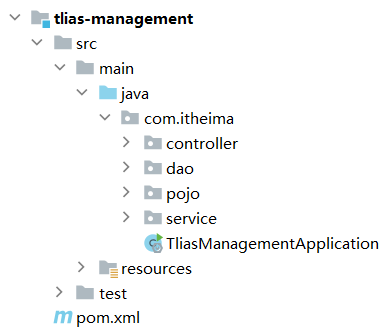 tlias-management
src
main
java
com.itheima
controller
dao
pojo
service
TliasManagementApplication
resources
test
pom.xml